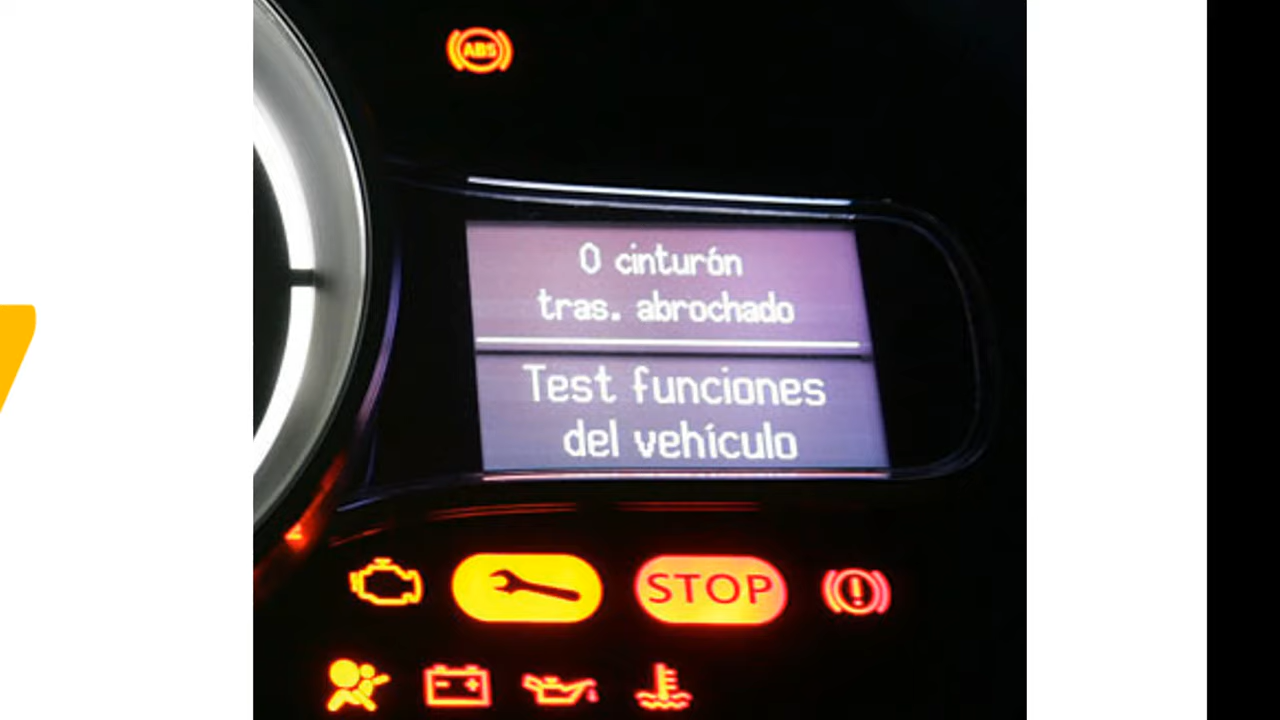 ABS
0 cinturón
tras. abrochado
Test funciones
del vehículo
STOP